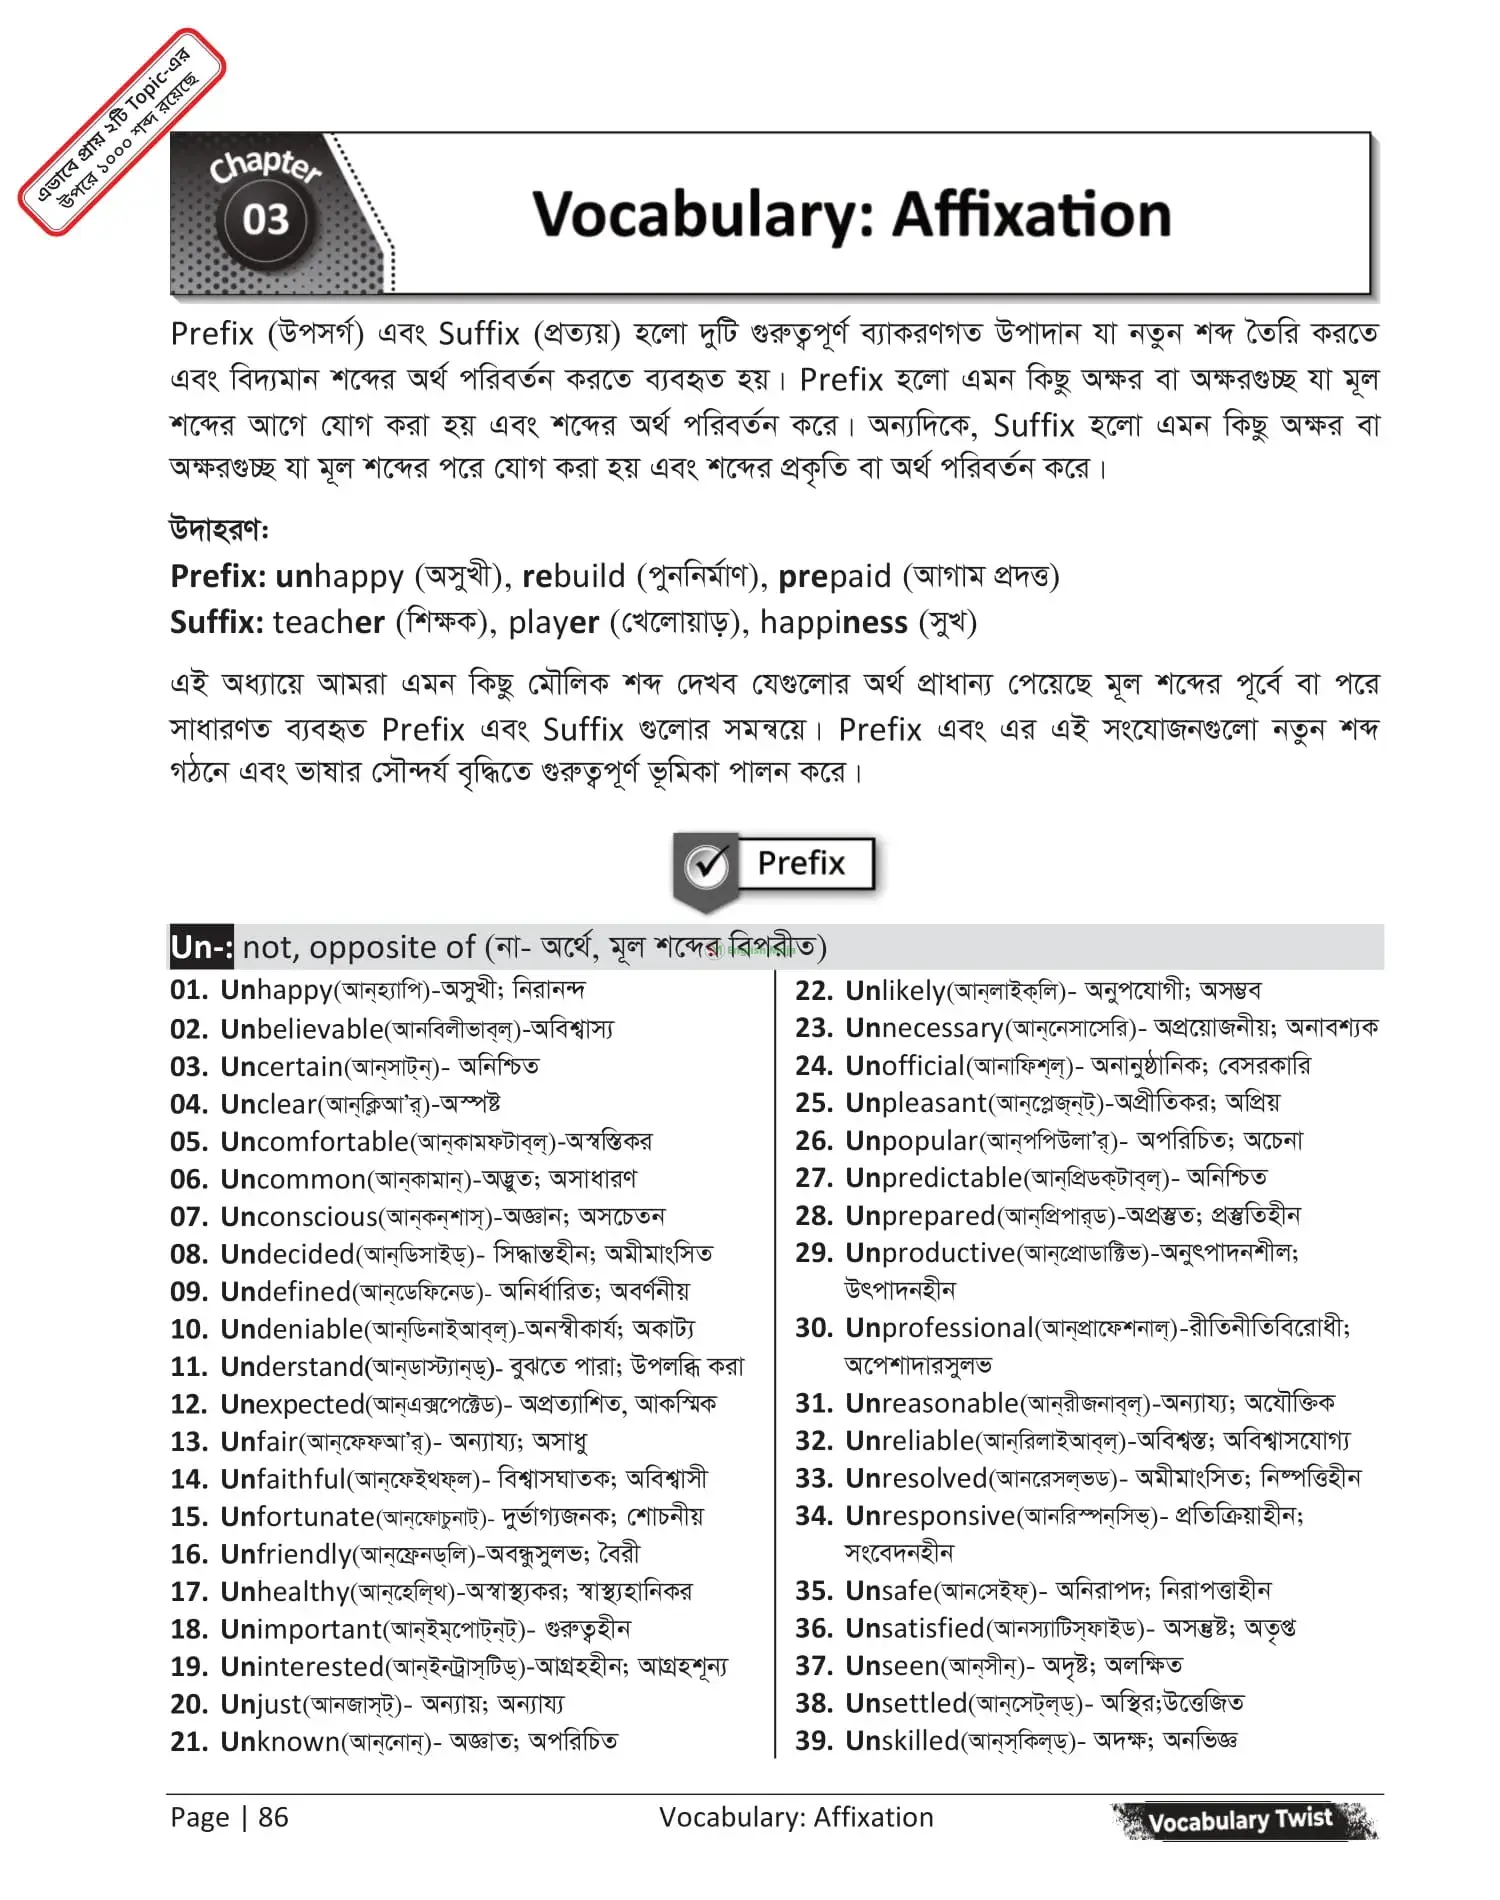 এভাবে প্রায় ২টি Topic-এর
উপরে ১০০০ শব্দ রয়েছে
Chapter
03
Vocabulary: Affixation
Prefix (উপসর্গ) এবং Suffix (প্রত্যয়) হলো দুটি গুরুত্বপূর্ণ ব্যাকরণগত উপাদান যা নতুন শব্দ তৈরি করতে
এবং বিদ্যমান শব্দের অর্থ পরিবর্তন করতে ব্যবহৃত হয়। Prefix হলো এমন কিছু অক্ষর বা অক্ষরগুচ্ছ যা মূল
শব্দের আগে যোগ করা হয় এবং শব্দের অর্থ পরিবর্তন করে। অন্যদিকে, Suffix হলো এমন কিছু অক্ষর বা
অক্ষরগুচ্ছ যা মূল শব্দের পরে যোগ করা হয় এবং শব্দের প্রকৃতি বা অর্থ পরিবর্তন করে।
উদাহরণ:
Prefix: unhappy (অসুখী), rebuild (পুননির্মাণ), prepaid (আগাম প্রদত্ত)
Suffix: teacher (শিক্ষক), player (খেলোয়াড়), happiness (সুখ)
এই অধ্যায়ে আমরা এমন কিছু মৌলিক শব্দ দেখব যেগুলোর অর্থ প্রাধান্য পেয়েছে মূল শব্দের পূর্বে বা পরে
সাধারণত ব্যবহৃত Prefix এবং Suffix গুলোর সমন্বয়ে। Prefix এবং এর এই সংযোজনগুলো নতুন শব্দ
গঠনে এবং ভাষার সৌন্দর্য বৃদ্ধিতে গুরুত্বপূর্ণ ভূমিকা পালন করে।
Prefix
Un-: not, opposite of (না- অর্থে, মূল শব্দের বিপরীত)
01. Unhappy(আন্হ্যাপি)-অসুখী; নিরানন্দ
02. Unbelievable(আনবিলীভাব্ল্)-অবিশ্বাস্য
03. Uncertain(আন্সাট্ন্)- অনিশ্চিত
04. Unclear(আন্ক্লিআ'র্)-অস্পষ্ট
05. Uncomfortable(আন্কামফটাব্ল্)-অস্বস্তিকর
06. Uncommon(আন্কামান্)-অদ্ভুত; অসাধারণ
07. Unconscious(আন্কন্শাস্)-অজ্ঞান; অসচেতন
08. Undecided(আন্ডিসাইড্)- সিদ্ধান্তহীন; অমীমাংসিত
09. Undefined(আন্ডেফিনেড)- অনির্ধারিত; অবর্ণনীয়
10. Undeniable(আন্ডিনাইআব্ল্)-অনস্বীকার্য; অকাট্য
11. Understand(আন্ডাস্ট্যান্ড্)- বুঝতে পারা; উপলব্ধি করা
12. Unexpected(আন্এক্সপেক্টেড)- অপ্রত্যাশিত, আকস্মিক
13. Unfair(আন্ফেফআ'র্)- অন্যায্য; অসাধু
14. Unfaithful(আন্ফেইথফ্ল)- বিশ্বাসঘাতক; অবিশ্বাসী
15. Unfortunate(আন্ফোচুনাট্)- দুর্ভাগ্যজনক; শোচনীয়
16. Unfriendly(আন্ফ্রেনড্লি)-অবন্ধুসুলভ; বৈরী
17. Unhealthy(আন্হেল্থি)-অস্বাস্থ্যকর; স্বাস্থ্যহানিকর
18. Unimportant(আন্ইম্পোট্ন্ট্)- গুরুত্বহীন
19. Uninterested(আন্ইনট্রাস্টিড্)-আগ্রহহীন; আগ্রহশূন্য
20. Unjust(আনজাস্ট্)- অন্যায়; অন্যায্য
21. Unknown(আন্নোন্)- অজ্ঞাত; অপরিচিত
22. Unlikely(আন্লাইক্লি)- অনুপযোগী; অসম্ভব
23. Unnecessary(আন্নেসাসেরি)- অপ্রয়োজনীয়; অনাবশ্যক
24. Unofficial(আনাফিশ্ল্)- অনানুষ্ঠানিক; বেসরকারি
25. Unpleasant(আন্প্লেজ্ন্ট্)-অপ্রীতিকর; অপ্রিয়
26. Unpopular(আন্পপিউলা'র্)- অপরিচিত; অচেনা
27. Unpredictable(আন্প্রিডক্টাব্ল্)- অনিশ্চিত
28. Unprepared(আন্প্রিপার্ড)-অপ্রস্তুত; প্রস্তুতিহীন
29. Unproductive(আন্প্রোডাক্টিভ)-অনুৎপাদনশীল;
উৎপাদনহীন
30. Unprofessional(আন্প্রাফেশনাল্)-রীতিনীতিবিরোধী;
অপেশাদারসুলভ
31. Unreasonable(আন্রীজনাব্ল্)-অন্যায্য; অযৌক্তিক
32. Unreliable(আন্রিলাইআব্ল্)-অবিশ্বস্ত; অবিশ্বাসযোগ্য
33. Unresolved(আনরেসল্ভড)- অমীমাংসিত; নিষ্পত্তিহীন
34. Unresponsive(আনরিস্পন্সিভ্)- প্রতিক্রিয়াহীন;
সংবেদনহীন
35. Unsafe(আনসেইফ্)- অনিরাপদ; নিরাপত্তাহীন
36. Unsatisfied(আনস্যাটিস্ফাইড)- অসন্তুষ্ট; অতৃপ্ত
37. Unseen(আন্সীন্)- অদৃষ্ট; অলক্ষিত
38. Unsettled(আন্সেট্ল্ড্)- অস্থির;উত্তেজিত
39. Unskilled(আন্স্কিল্ড্)- অদক্ষ; অনভিজ্ঞ
Page | 86
Vocabulary: Affixation
Vocabulary Twist